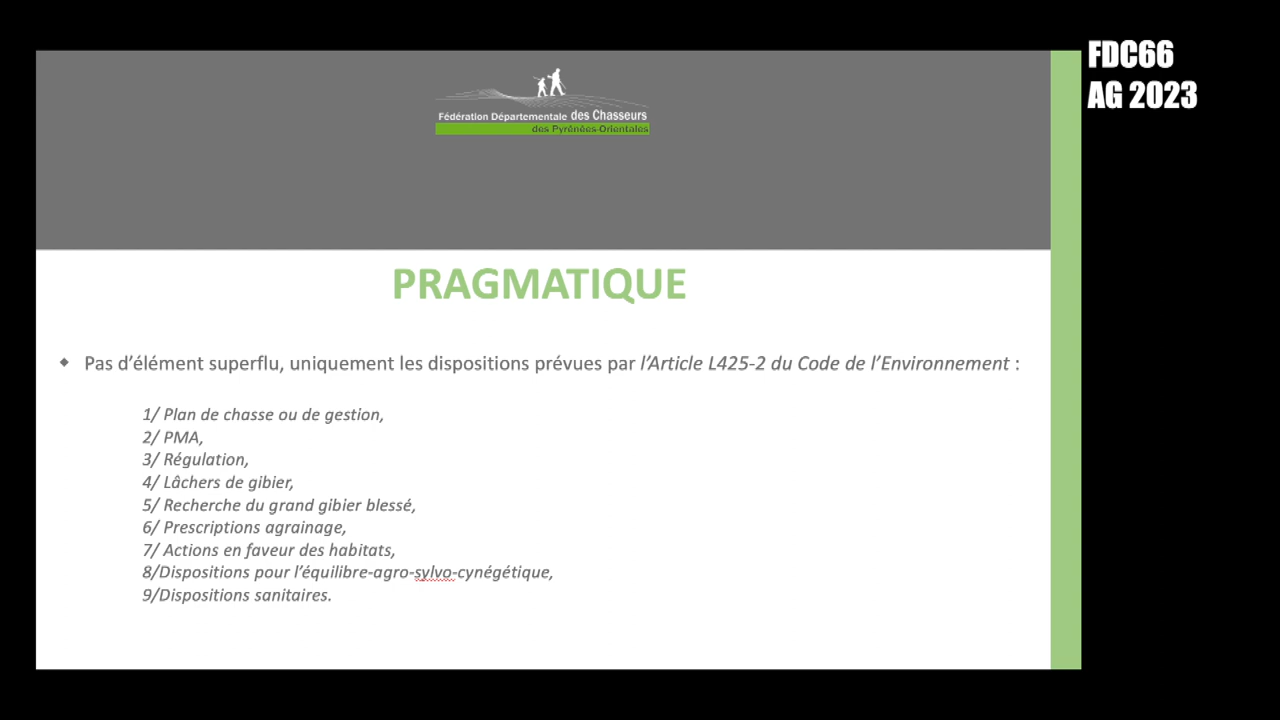 FDC66
AG 2023
Fédération Départementale des Chasseurs
des Pyrénées-Orientales
PRAGMATIQUE
◆ Pas d’élément superflu, uniquement les dispositions prévues par l’Article L425-2 du Code de l’Environnement :
1/ Plan de chasse ou de gestion,
2/ PMA,
3/ Régulation,
4/ Lâchers de gibier,
5/ Recherche du grand gibier blessé,
6/ Prescriptions agrainage,
7/ Actions en faveur des habitats,
8/Dispositions pour l’équilibre-agro-sylvo-cynégétique,
9/Dispositions sanitaires.